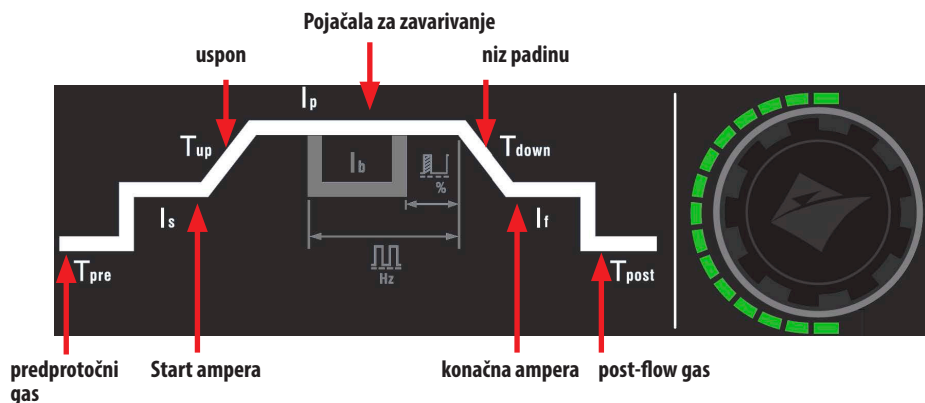 Pojačala za zavarivanje
uspon
niz padinu
Ip
Tup
Ib
Tdown
%
Is
If
Tpre
Hz
Tpost
predprotočni
gas
Start ampera
konačna ampera
post-flow gas